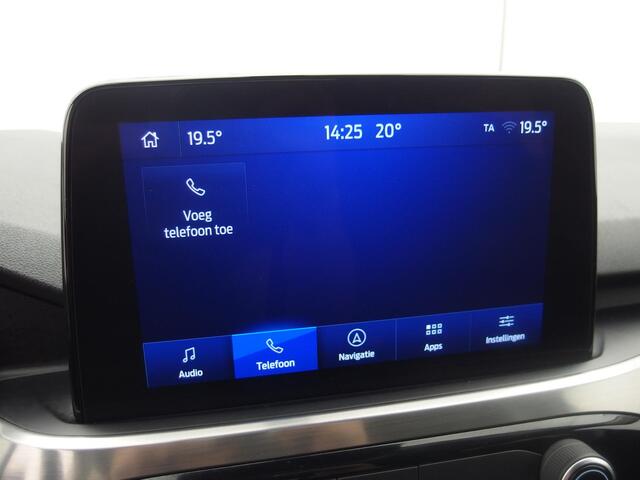 19.5° 14:25 20° TA 19.5°
Voeg
telefoon toe
Audio Telefoon Navigatie Apps Instellingen